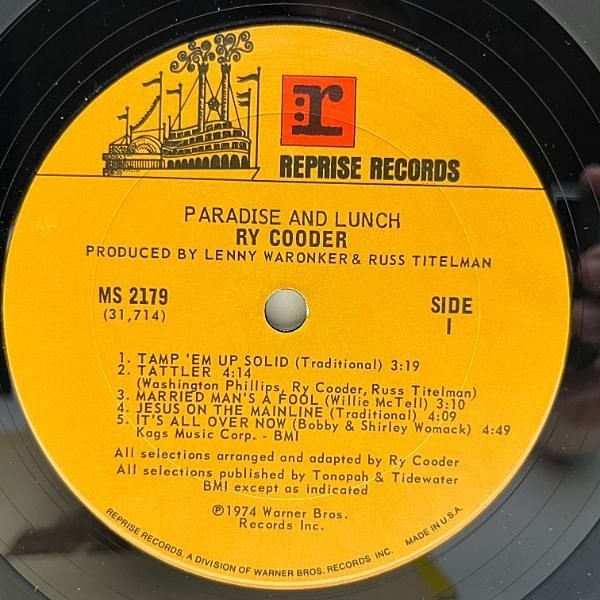 r
REPRISE RECORDS
PARADISE AND LUNCH
RY COODER
PRODUCED BY LENNY WARONKER & RUSS TITELMAN
MS 2179
(31,714)
SIDE
1
1. TAMP 'EM UP SOLID (Traditional) 3:19
2. TATTLER 4:14
(Washington Phillips, Ry Cooder, Russ Titelman)
3. MARRIED MAN'S A FOOL (Willie McTell) 3:10
4. JESUS ON THE MAINLINE (Traditional) 4:09
5. IT'S ALL OVER NOW (Bobby & Shirley Womack) 4:49
Kags Music Corp. - BMI
All selections arranged and adapted by Ry Cooder
All selections published by Tonopah & Tidewater
BMI except as indicated
℗1974 Warner Bros.
Records Inc.
REPRISE RECORDS, A DIVISION OF WARNER BROS. RECORDS INC. MADE IN U.S.A.